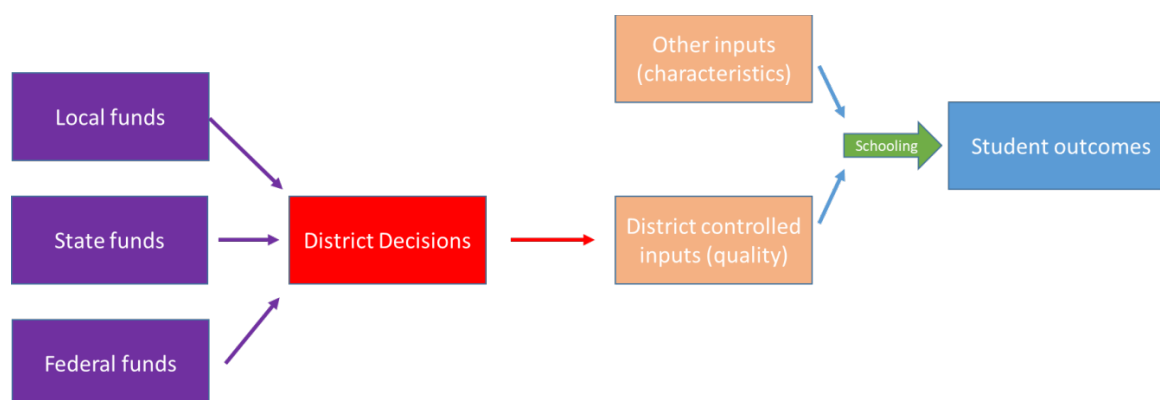 Local funds
State funds
Federal funds
District Decisions
Other inputs
(characteristics)
District controlled
inputs (quality)
Schooling
Student outcomes